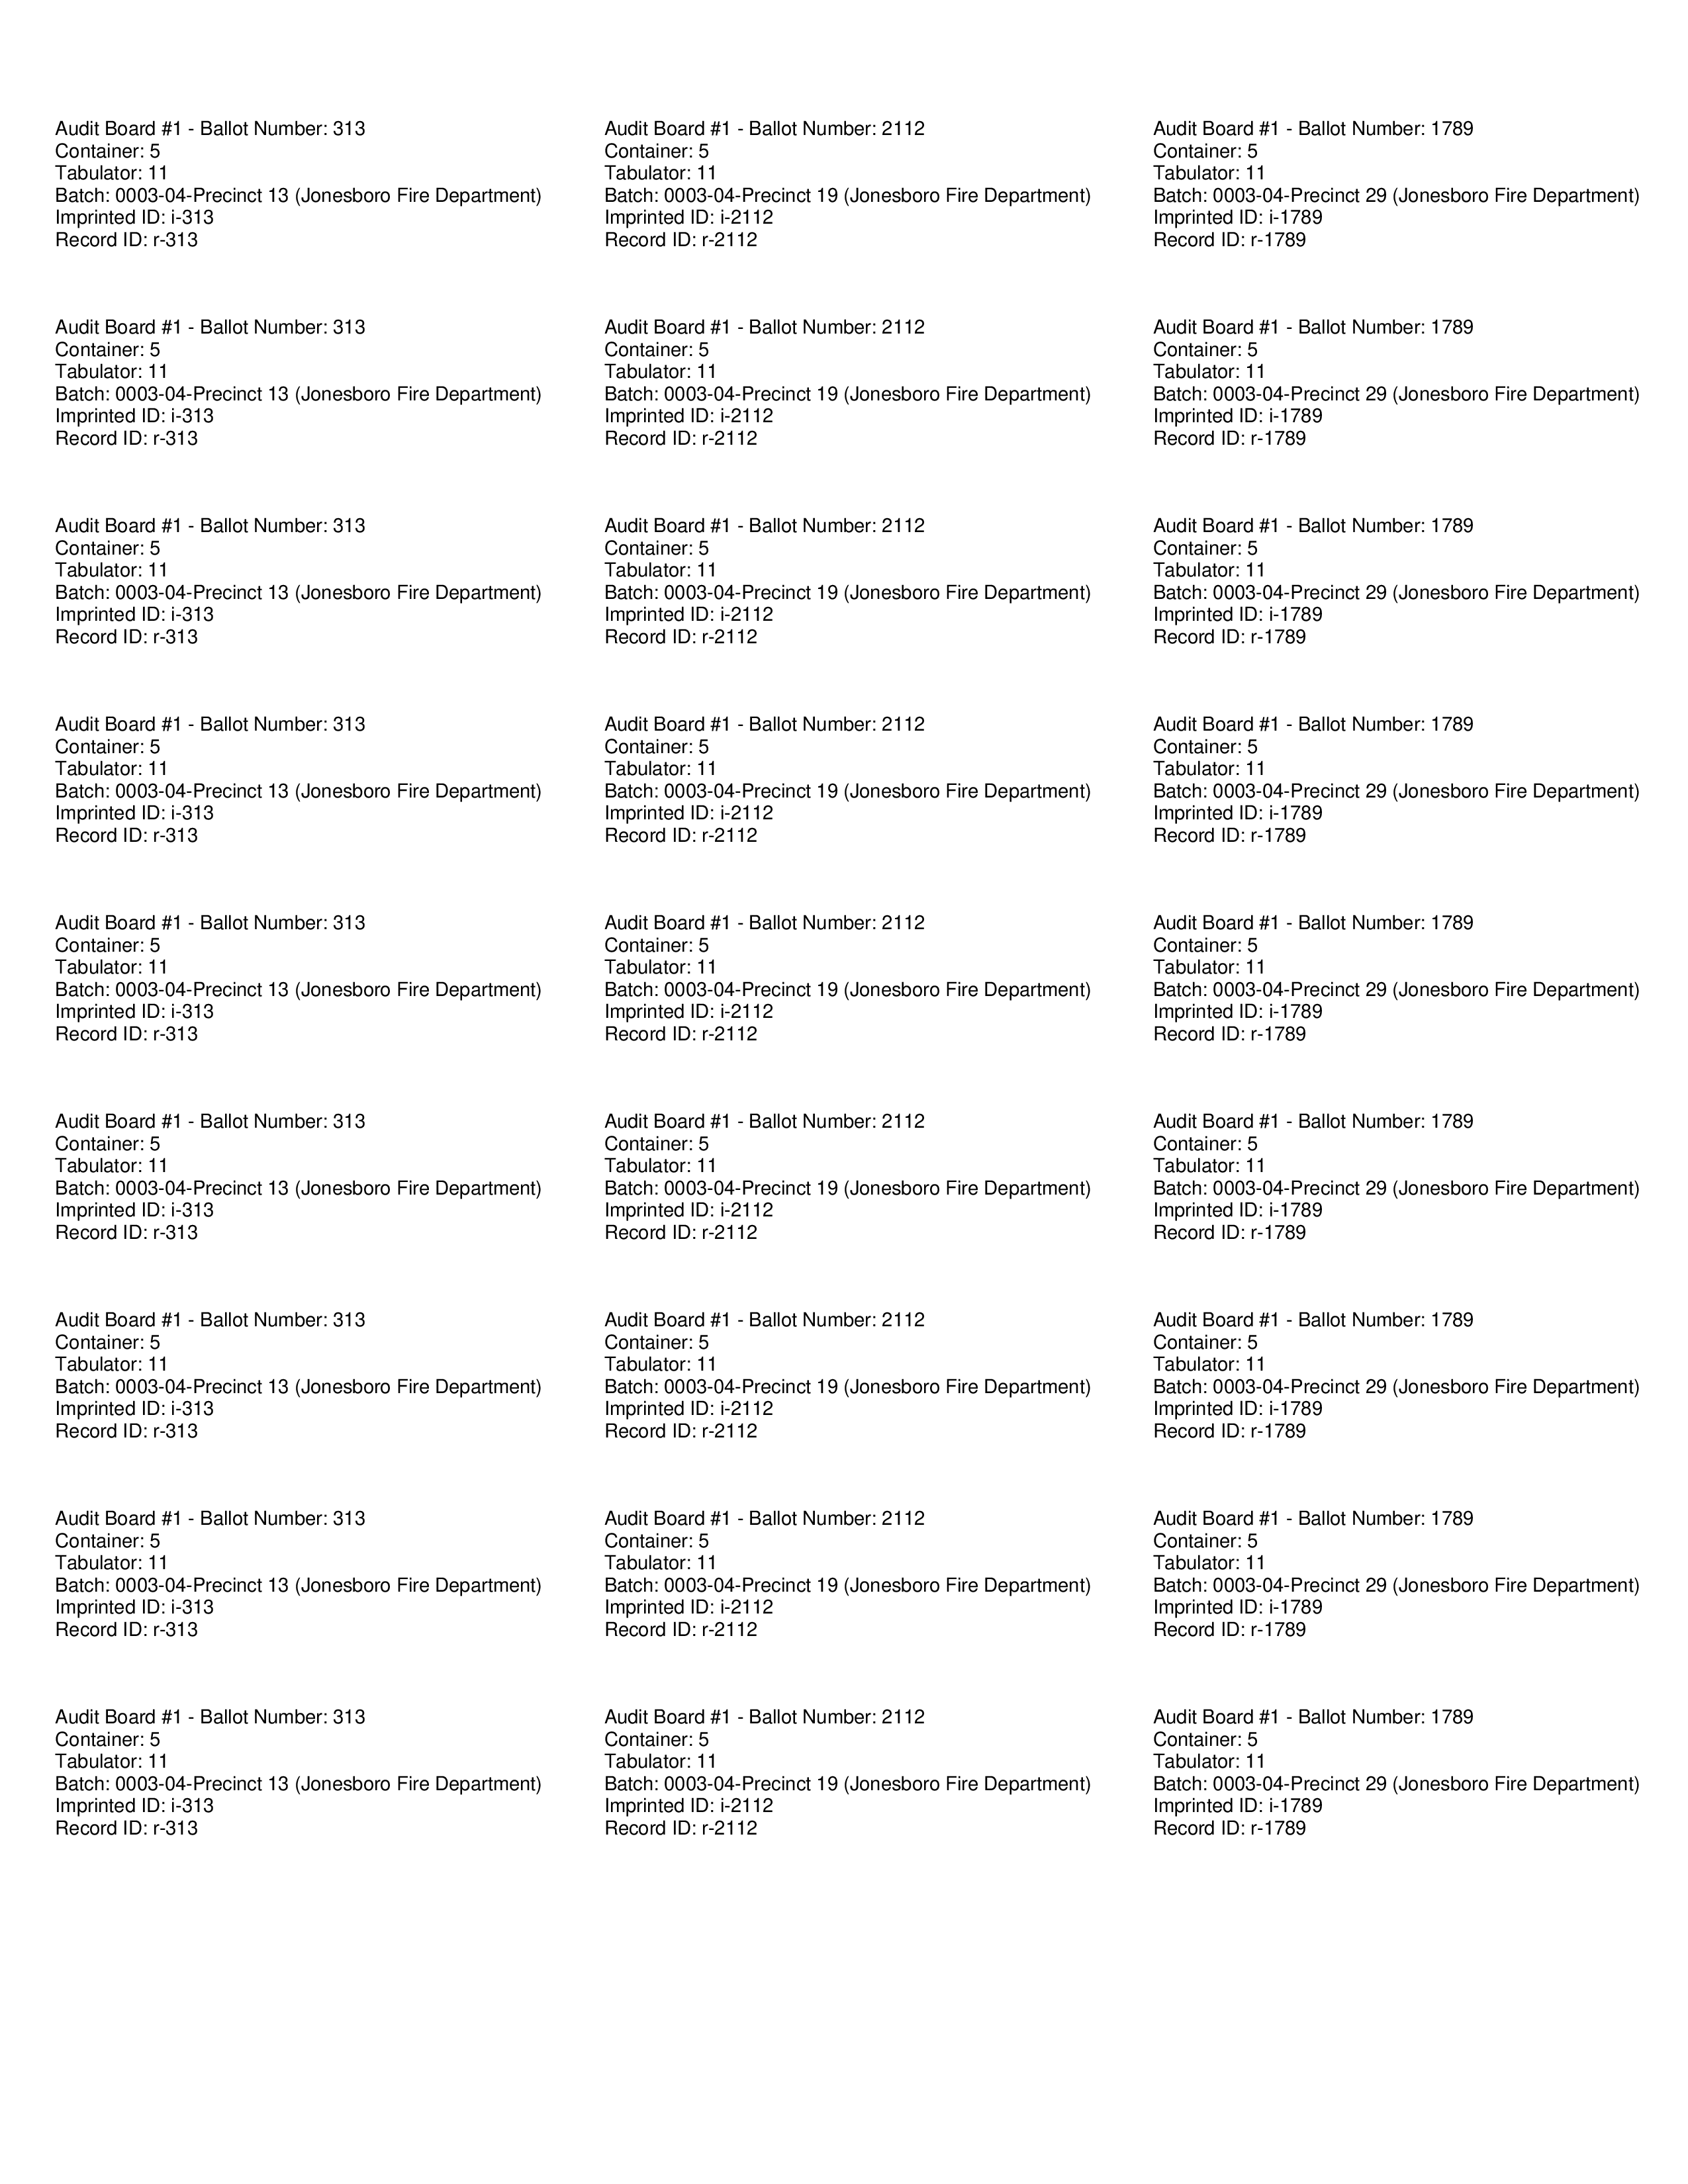 Audit Board #1 - Ballot Number: 313
Container: 5
Tabulator: 11
Batch: 0003-04-Precinct 13 (Jonesboro Fire Department)
Imprinted ID: i-313
Record ID: r-313
Audit Board #1 - Ballot Number: 2112
Container: 5
Tabulator: 11
Batch: 0003-04-Precinct 19 (Jonesboro Fire Department)
Imprinted ID: i-2112
Record ID: r-2112
Audit Board #1 - Ballot Number: 1789
Container: 5
Tabulator: 11
Batch: 0003-04-Precinct 29 (Jonesboro Fire Department)
Imprinted ID: i-1789
Record ID: r-1789
Audit Board #1 - Ballot Number: 313
Container: 5
Tabulator: 11
Batch: 0003-04-Precinct 13 (Jonesboro Fire Department)
Imprinted ID: i-313
Record ID: r-313
Audit Board #1 - Ballot Number: 2112
Container: 5
Tabulator: 11
Batch: 0003-04-Precinct 19 (Jonesboro Fire Department)
Imprinted ID: i-2112
Record ID: r-2112
Audit Board #1 - Ballot Number: 1789
Container: 5
Tabulator: 11
Batch: 0003-04-Precinct 29 (Jonesboro Fire Department)
Imprinted ID: i-1789
Record ID: r-1789
Audit Board #1 - Ballot Number: 313
Container: 5
Tabulator: 11
Batch: 0003-04-Precinct 13 (Jonesboro Fire Department)
Imprinted ID: i-313
Record ID: r-313
Audit Board #1 - Ballot Number: 2112
Container: 5
Tabulator: 11
Batch: 0003-04-Precinct 19 (Jonesboro Fire Department)
Imprinted ID: i-2112
Record ID: r-2112
Audit Board #1 - Ballot Number: 1789
Container: 5
Tabulator: 11
Batch: 0003-04-Precinct 29 (Jonesboro Fire Department)
Imprinted ID: i-1789
Record ID: r-1789
Audit Board #1 - Ballot Number: 313
Container: 5
Tabulator: 11
Batch: 0003-04-Precinct 13 (Jonesboro Fire Department)
Imprinted ID: i-313
Record ID: r-313
Audit Board #1 - Ballot Number: 2112
Container: 5
Tabulator: 11
Batch: 0003-04-Precinct 19 (Jonesboro Fire Department)
Imprinted ID: i-2112
Record ID: r-2112
Audit Board #1 - Ballot Number: 1789
Container: 5
Tabulator: 11
Batch: 0003-04-Precinct 29 (Jonesboro Fire Department)
Imprinted ID: i-1789
Record ID: r-1789
Audit Board #1 - Ballot Number: 313
Container: 5
Tabulator: 11
Batch: 0003-04-Precinct 13 (Jonesboro Fire Department)
Imprinted ID: i-313
Record ID: r-313
Audit Board #1 - Ballot Number: 2112
Container: 5
Tabulator: 11
Batch: 0003-04-Precinct 19 (Jonesboro Fire Department)
Imprinted ID: i-2112
Record ID: r-2112
Audit Board #1 - Ballot Number: 1789
Container: 5
Tabulator: 11
Batch: 0003-04-Precinct 29 (Jonesboro Fire Department)
Imprinted ID: i-1789
Record ID: r-1789
Audit Board #1 - Ballot Number: 313
Container: 5
Tabulator: 11
Batch: 0003-04-Precinct 13 (Jonesboro Fire Department)
Imprinted ID: i-313
Record ID: r-313
Audit Board #1 - Ballot Number: 2112
Container: 5
Tabulator: 11
Batch: 0003-04-Precinct 19 (Jonesboro Fire Department)
Imprinted ID: i-2112
Record ID: r-2112
Audit Board #1 - Ballot Number: 1789
Container: 5
Tabulator: 11
Batch: 0003-04-Precinct 29 (Jonesboro Fire Department)
Imprinted ID: i-1789
Record ID: r-1789
Audit Board #1 - Ballot Number: 313
Container: 5
Tabulator: 11
Batch: 0003-04-Precinct 13 (Jonesboro Fire Department)
Imprinted ID: i-313
Record ID: r-313
Audit Board #1 - Ballot Number: 2112
Container: 5
Tabulator: 11
Batch: 0003-04-Precinct 19 (Jonesboro Fire Department)
Imprinted ID: i-2112
Record ID: r-2112
Audit Board #1 - Ballot Number: 1789
Container: 5
Tabulator: 11
Batch: 0003-04-Precinct 29 (Jonesboro Fire Department)
Imprinted ID: i-1789
Record ID: r-1789
Audit Board #1 - Ballot Number: 313
Container: 5
Tabulator: 11
Batch: 0003-04-Precinct 13 (Jonesboro Fire Department)
Imprinted ID: i-313
Record ID: r-313
Audit Board #1 - Ballot Number: 2112
Container: 5
Tabulator: 11
Batch: 0003-04-Precinct 19 (Jonesboro Fire Department)
Imprinted ID: i-2112
Record ID: r-2112
Audit Board #1 - Ballot Number: 1789
Container: 5
Tabulator: 11
Batch: 0003-04-Precinct 29 (Jonesboro Fire Department)
Imprinted ID: i-1789
Record ID: r-1789
Audit Board #1 - Ballot Number: 313
Container: 5
Tabulator: 11
Batch: 0003-04-Precinct 13 (Jonesboro Fire Department)
Imprinted ID: i-313
Record ID: r-313
Audit Board #1 - Ballot Number: 2112
Container: 5
Tabulator: 11
Batch: 0003-04-Precinct 19 (Jonesboro Fire Department)
Imprinted ID: i-2112
Record ID: r-2112
Audit Board #1 - Ballot Number: 1789
Container: 5
Tabulator: 11
Batch: 0003-04-Precinct 29 (Jonesboro Fire Department)
Imprinted ID: i-1789
Record ID: r-1789